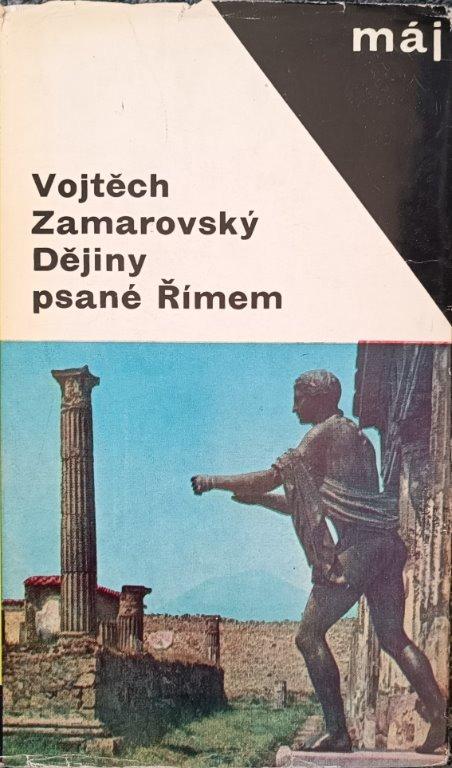 máj
Vojtěch
Zamarovský
Dějiny
psané Římem